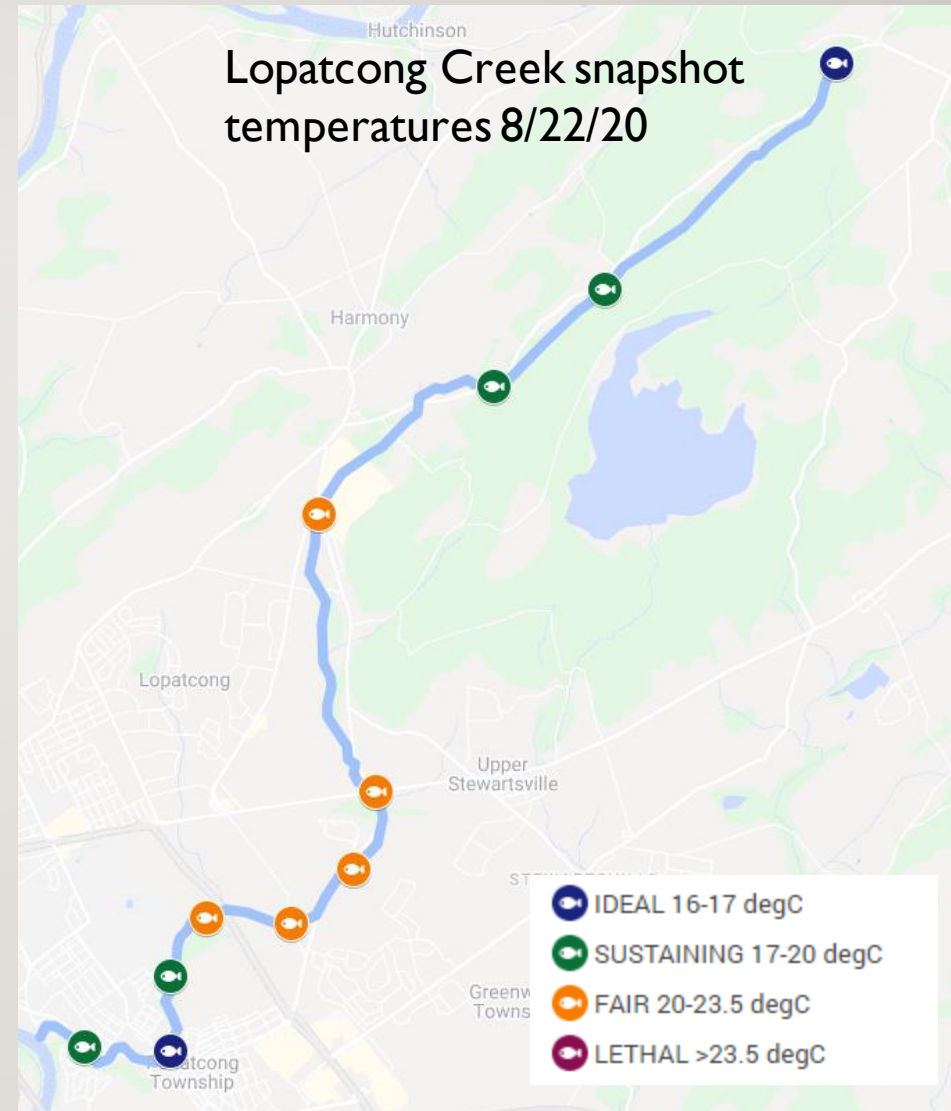 Hutchinson
Lopatcong Creek snapshot
temperatures 8/22/20
Harmony
Lopatcong
Upper
Stewartsville
IDEAL 16-17 degC
SUSTAINING 17-20 degC
FAIR 20-23.5 degC
LETHAL >23.5 degC
Township